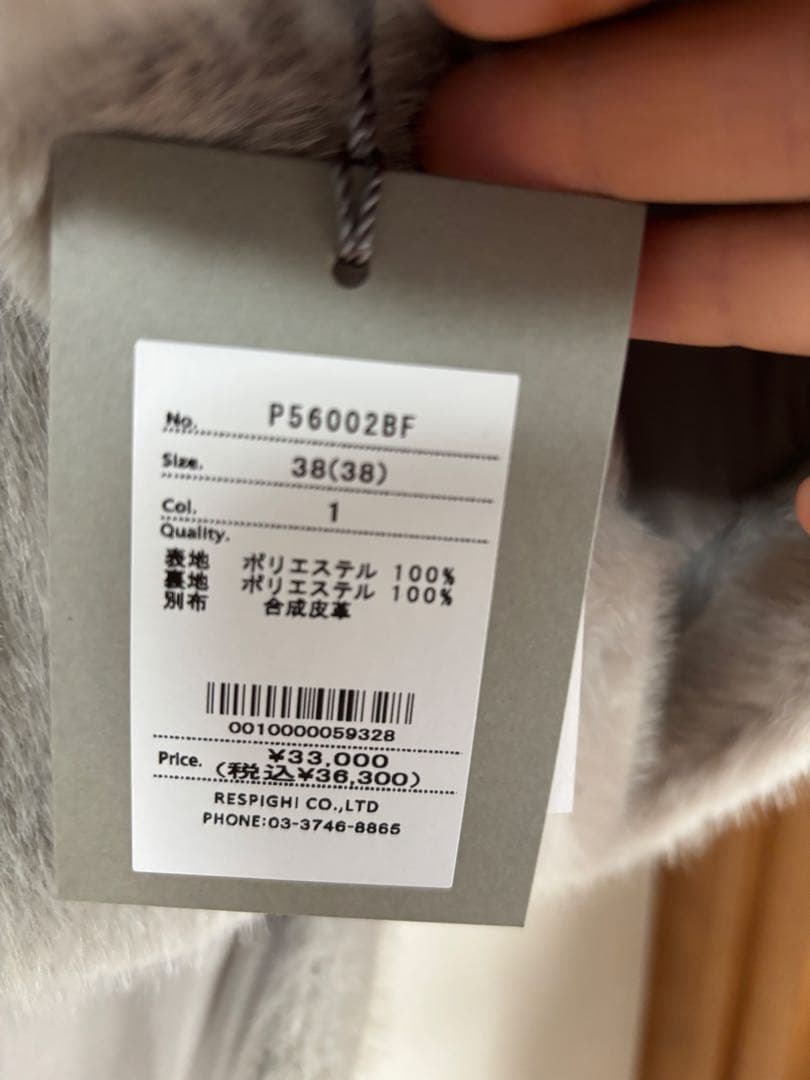 No. P56002BF
Size. 38(38)
Col. 1
Quality.
表地 ポリエステル 100%
裏地 ポリエステル 100%
別布 合成皮革
0010000059328
Price. ¥33,000
(税込¥36,300)
RESPIGHI CO.,LTD
PHONE:03-3746-8865